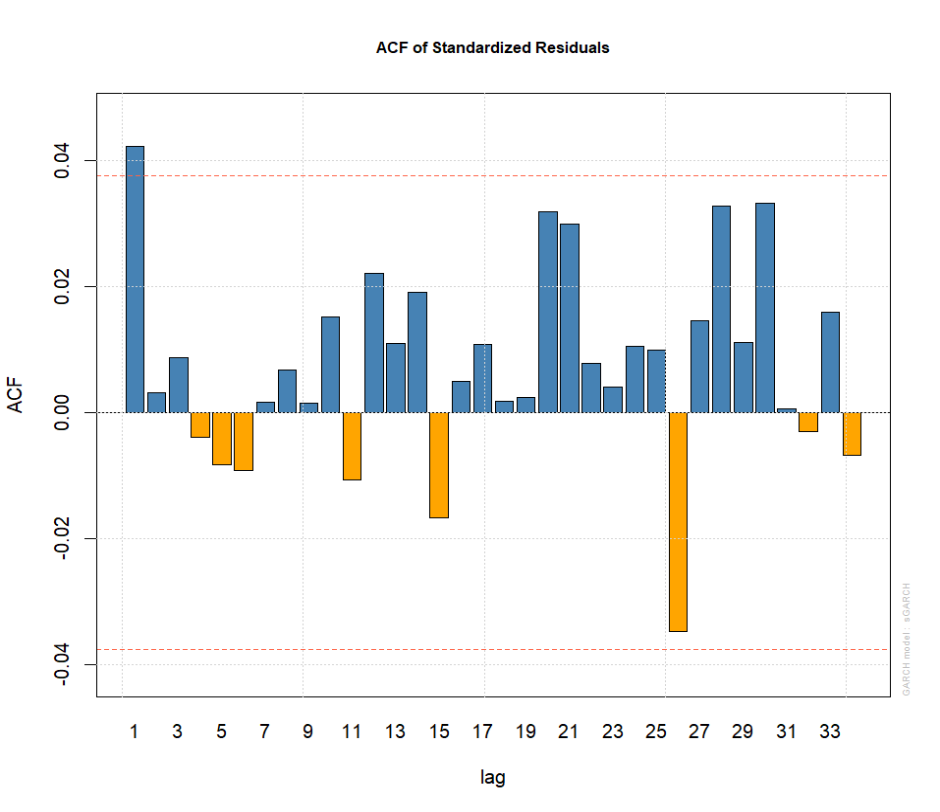 ACF of Standardized Residuals
ACF
0.04
0.02
0.00
-0.02
-0.04
1 3 5 7 9 11 13 15 17 19 21 23 25 27 29 31 33
lag
GARCH model : sGARCH